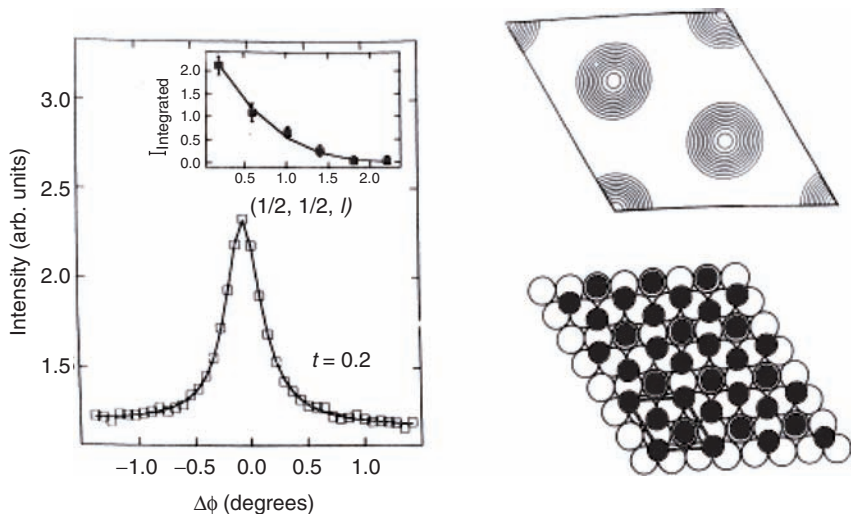 Intensity (arb. units)
3.0
2.5
2.0
1.5
I Integrated
2.0
1.5
1.0
0.5
0.0
0.5 1.0 1.5 2.0
(1/2, 1/2, l)
t = 0.2
−1.0 −0.5 0.0 0.5 1.0
Δϕ (degrees)